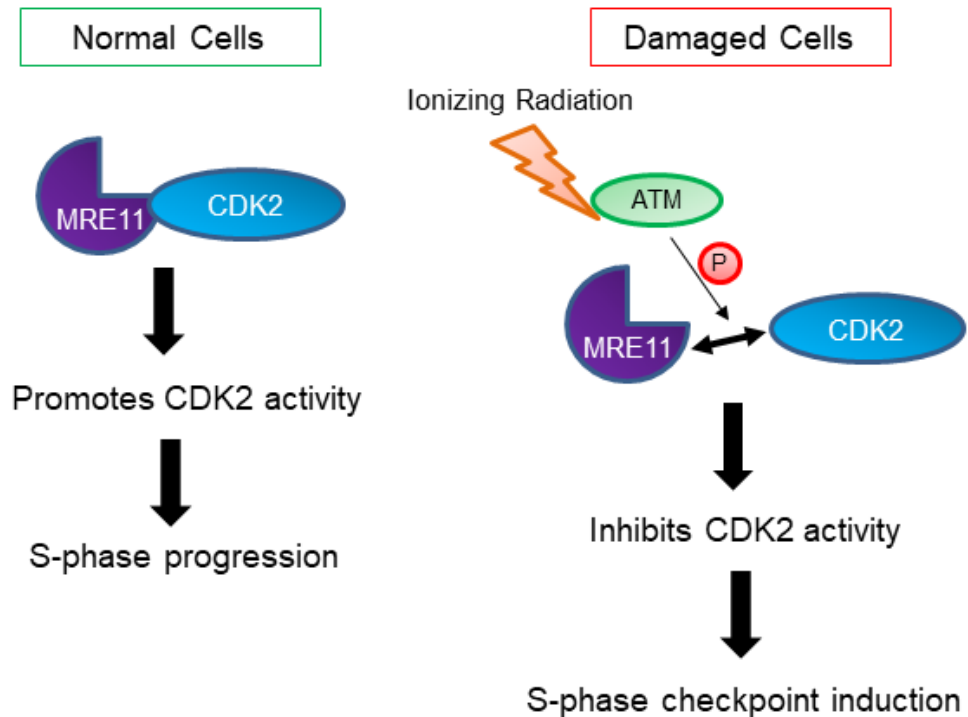 Normal Cells
MRE11
CDK2
Promotes CDK2 activity
S-phase progression
Damaged Cells
Ionizing Radiation
ATM
P
MRE11
CDK2
Inhibits CDK2 activity
S-phase checkpoint induction